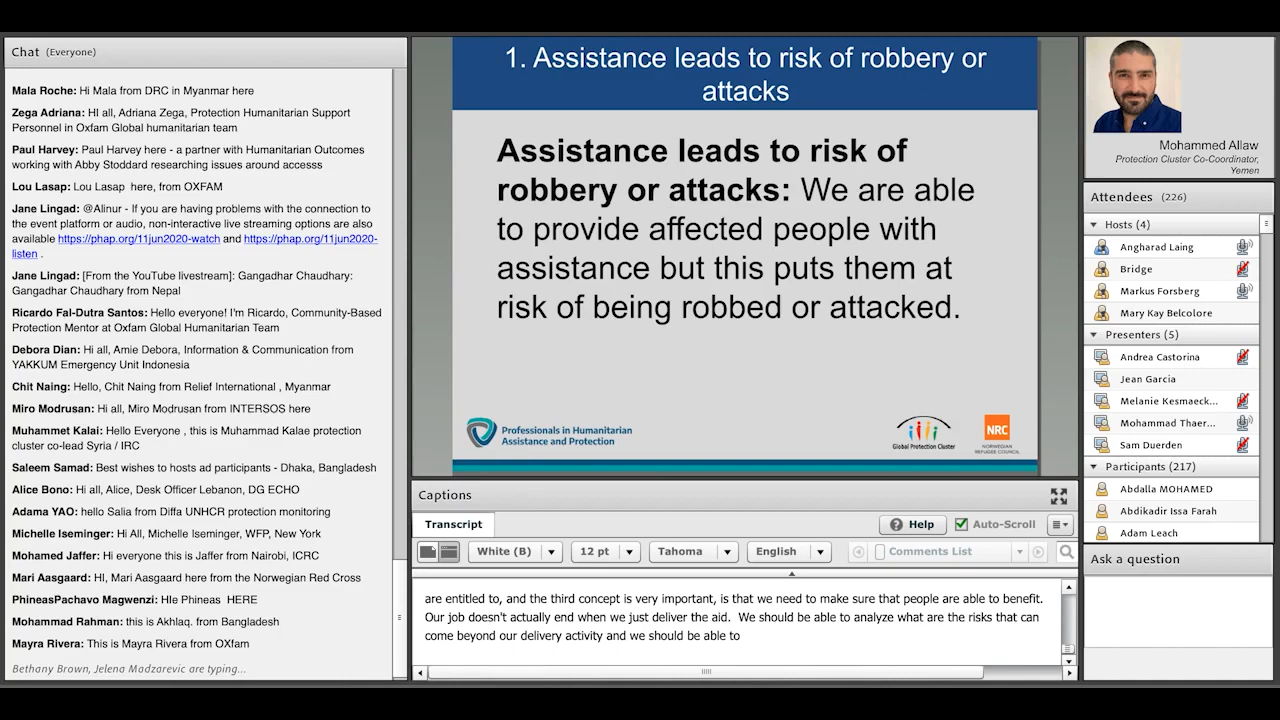 Chat (Everyone)
Mala Roche: Hi Mala from DRC in Myanmar here
Zega Adriana: HI all, Adriana Zega, Protection Humanitarian Support
Personnel in Oxfam Global humanitarian team
Paul Harvey: Paul Harvey here - a partner with Humanitarian Outcomes
working with Abby Stoddard researching issues around accesss
Lou Lasap: Lou Lasap here, from OXFAM
Jane Lingad: @Alinur - If you are having problems with the connection to
the event platform or audio, non-interactive live streaming options are also
available https://phap.org/11jun2020-watch and https://phap.org/11jun2020-
listen .
Jane Lingad: [From the YouTube livestream]: Gangadhar Chaudhary:
Gangadhar Chaudhary from Nepal
Ricardo Fal-Dutra Santos: Hello everyone! I'm Ricardo, Community-Based
Protection Mentor at Oxfam Global Humanitarian Team
Debora Dian: Hi all, Amie Debora, Information & Communication from
YAKKUM Emergency Unit Indonesia
Chit Naing: Hello, Chit Naing from Relief International , Myanmar
Miro Modrusan: Hi all, Miro Modrusan from INTERSOS here
Muhammet Kalai: Hello Everyone , this is Muhammad Kalae protection
cluster co-lead Syria / IRC
Saleem Samad: Best wishes to hosts ad participants - Dhaka, Bangladesh
Alice Bono: Hi all, Alice, Desk Officer Lebanon, DG ECHO
Adama YAO: hello Salia from Diffa UNHCR protection monitoring
Michelle Iseminger: Hi All, Michelle Iseminger, WFP, New York
Mohamed Jaffer: Hi everyone this is Jaffer from Nairobi, ICRC
Mari Aasgaard: HI, Mari Aasgaard here from the Norwegian Red Cross
PhineasPachavo Magwenzi: HIe Phineas HERE
Mohammad Rahman: this is Akhlaq. from Bangladesh
Mayra Rivera: This is Mayra Rivera from OXfam
Bethany Brown, Jelena Madzarevic are typing...
1. Assistance leads to risk of robbery or
attacks
Assistance leads to risk of
robbery or attacks: We are able
to provide affected people with
assistance but this puts them at
risk of being robbed or attacked.
Professionals in Humanitarian
Assistance and Protection
Global Protection Cluster
NRC
NORWEGIAN
REFUGEE COUNCIL
Captions
Transcript
Help
Auto-Scroll
White (B)
12 pt
Tahoma
English
Comments List
are entitled to, and the third concept is very important, is that we need to make sure that people are able to benefit.
Our job doesn't actually end when we just deliver the aid. We should be able to analyze what are the risks that can
come beyond our delivery activity and we should be able to
Mohammed Allaw
Protection Cluster Co-Coordinator,
Yemen
Attendees (226)
Hosts (4)
Angharad Laing
Bridge
Markus Forsberg
Mary Kay Belcolore
Presenters (5)
Andrea Castorina
Jean Garcia
Melanie Kesmaeck...
Mohammad Thaer...
Sam Duerden
Participants (217)
Abdalla MOHAMED
Abdikadir Issa Farah
Adam Leach
Ask a question